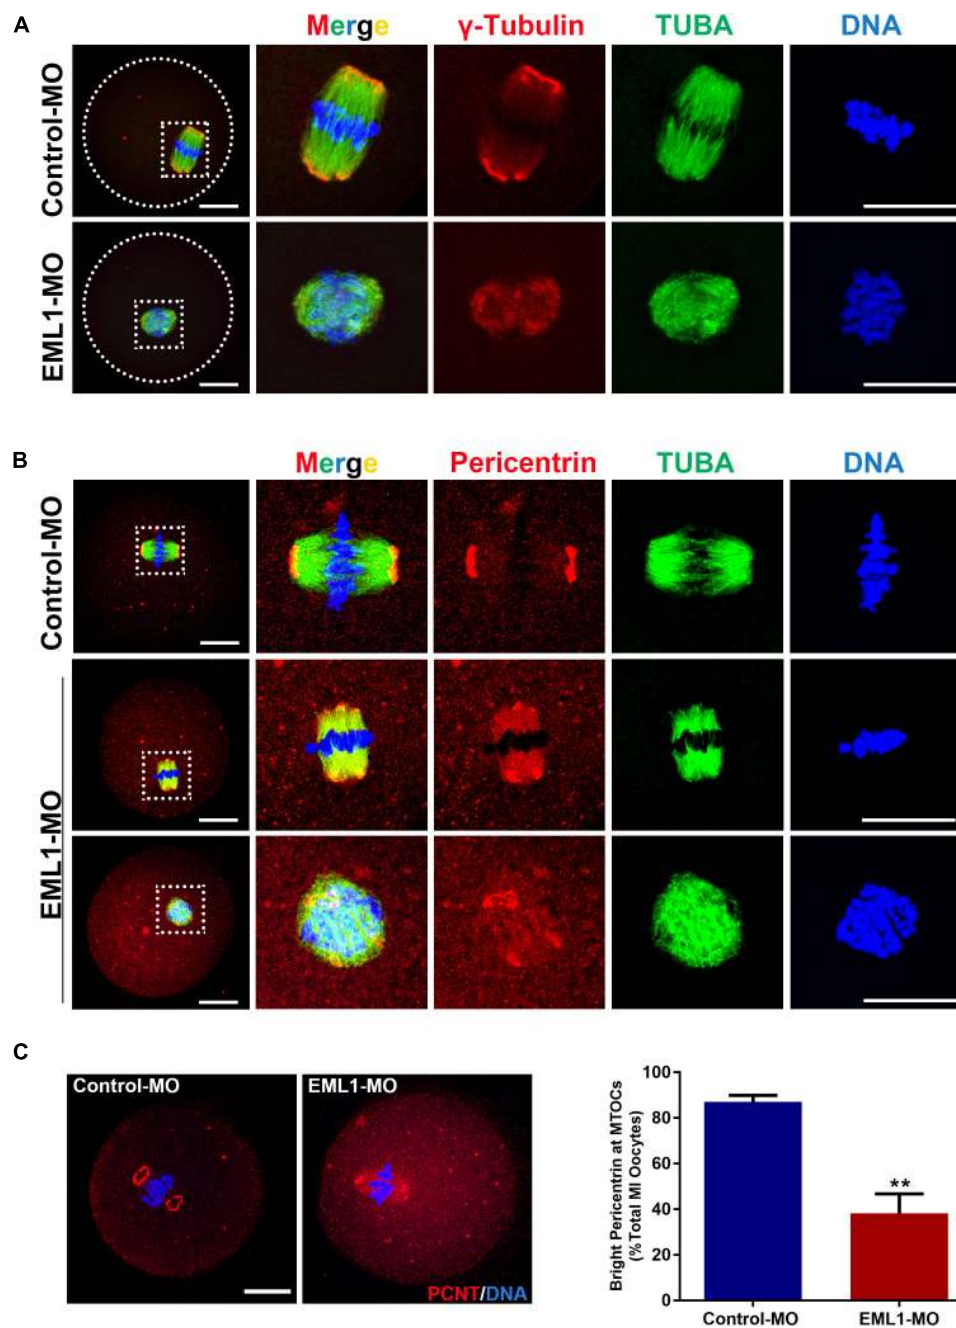 A
Merge γ-Tubulin TUBA DNA
Control-MO
EML1-MO
B
Merge Pericentrin TUBA DNA
Control-MO
EML1-MO
C
Control-MO
EML1-MO
PCNT/DNA
Bright Pericentrin at MTOCs
(%Total MI Oocytes)
100
80
60
40
20
0
**
Control-MO EML1-MO